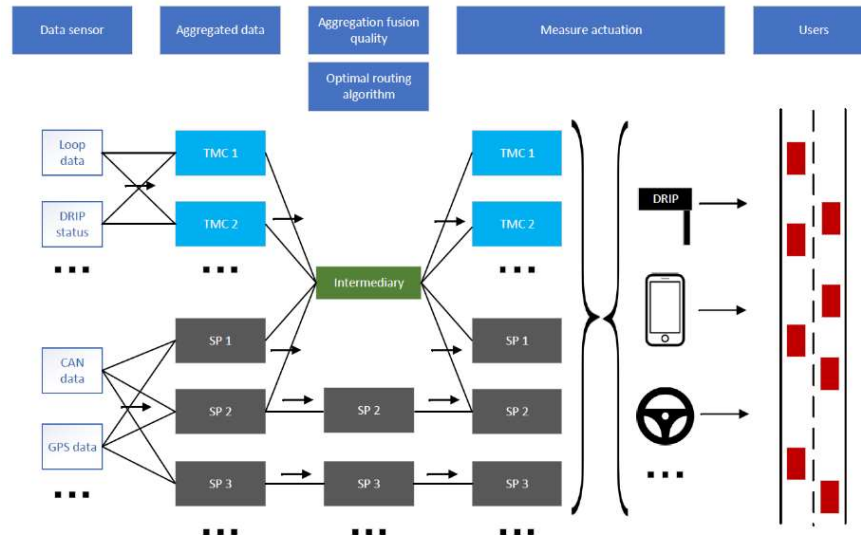 Data sensor
Aggregated data
Aggregation fusion
quality
Measure actuation
Users
Optimal routing
algorithm
Loop
data
TMC 1
TMC 1
DRIP
DRIP
status
TMC 2
TMC 2
Intermediary
SP 1
SP 1
CAN
data
SP 2
SP 2
SP 2
GPS data
SP 3
SP 3
SP 3